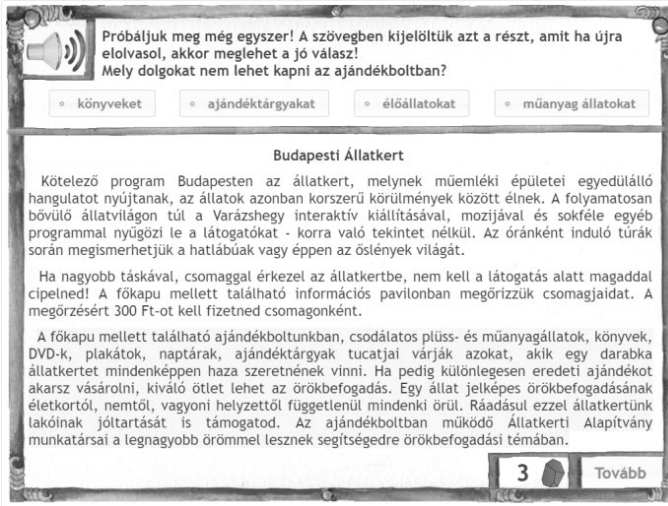 Próbáljuk meg még egyszer! A szövegben kijelöltük azt a részt, amit ha újra
elolvasol, akkor meglehet a jó válasz!
Mely dolgokat nem lehet kapni az ajándékboltban?
könyveket ajándéktárgyakat élőállatokat műanyag állatokat
Budapesti Állatkert
Kötelező program Budapesten az állatkert, melynek műemléki épületei egyedülálló
hangulatot nyújtanak, az állatok azonban korszerű körülmények között élnek. A folyamatosan
bővülő állatvilágon túl a Varázshegy interaktív kiállításával, mozijával és sokféle egyéb
programmal nyűgözi le a látogatókat - korra való tekintet nélkül. Az óránként induló túrák
során megismerhetjük a hatlábúak vagy éppen az őslények világát.
Ha nagyobb táskával, csomaggal érkezel az állatkertbe, nem kell a látogatás alatt magaddal
cipelned! A főkapu mellett található információs pavilonban megőrizzük csomagjaidat. A
megőrzésért 300 Ft-ot kell fizetned csomagonként.
A főkapu mellett található ajándékboltunkban, csodálatos plüss- és műanyagállatok, könyvek,
DVD-k, plakátok, naptárak, ajándéktárgyak tucatjai várják azokat, akik egy darabka
állatkertet mindenképpen haza szeretnének vinni. Ha pedig különlegesen eredeti ajándékot
akarsz vásárolni, kiváló ötlet lehet az örökbefogadás. Egy állat jelképes örökbefogadásának
életkortól, nemtől, vagyoni helyzettől függetlenül mindenki örül. Ráadásul ezzel állatkertünk
lakóinak jóltartását is támogatod. Az ajándékboltban működő Állatkerti Alapítvány
munkatársai a legnagyobb örömmel lesznek segítségedre örökbefogadási témában.
3 Tovább